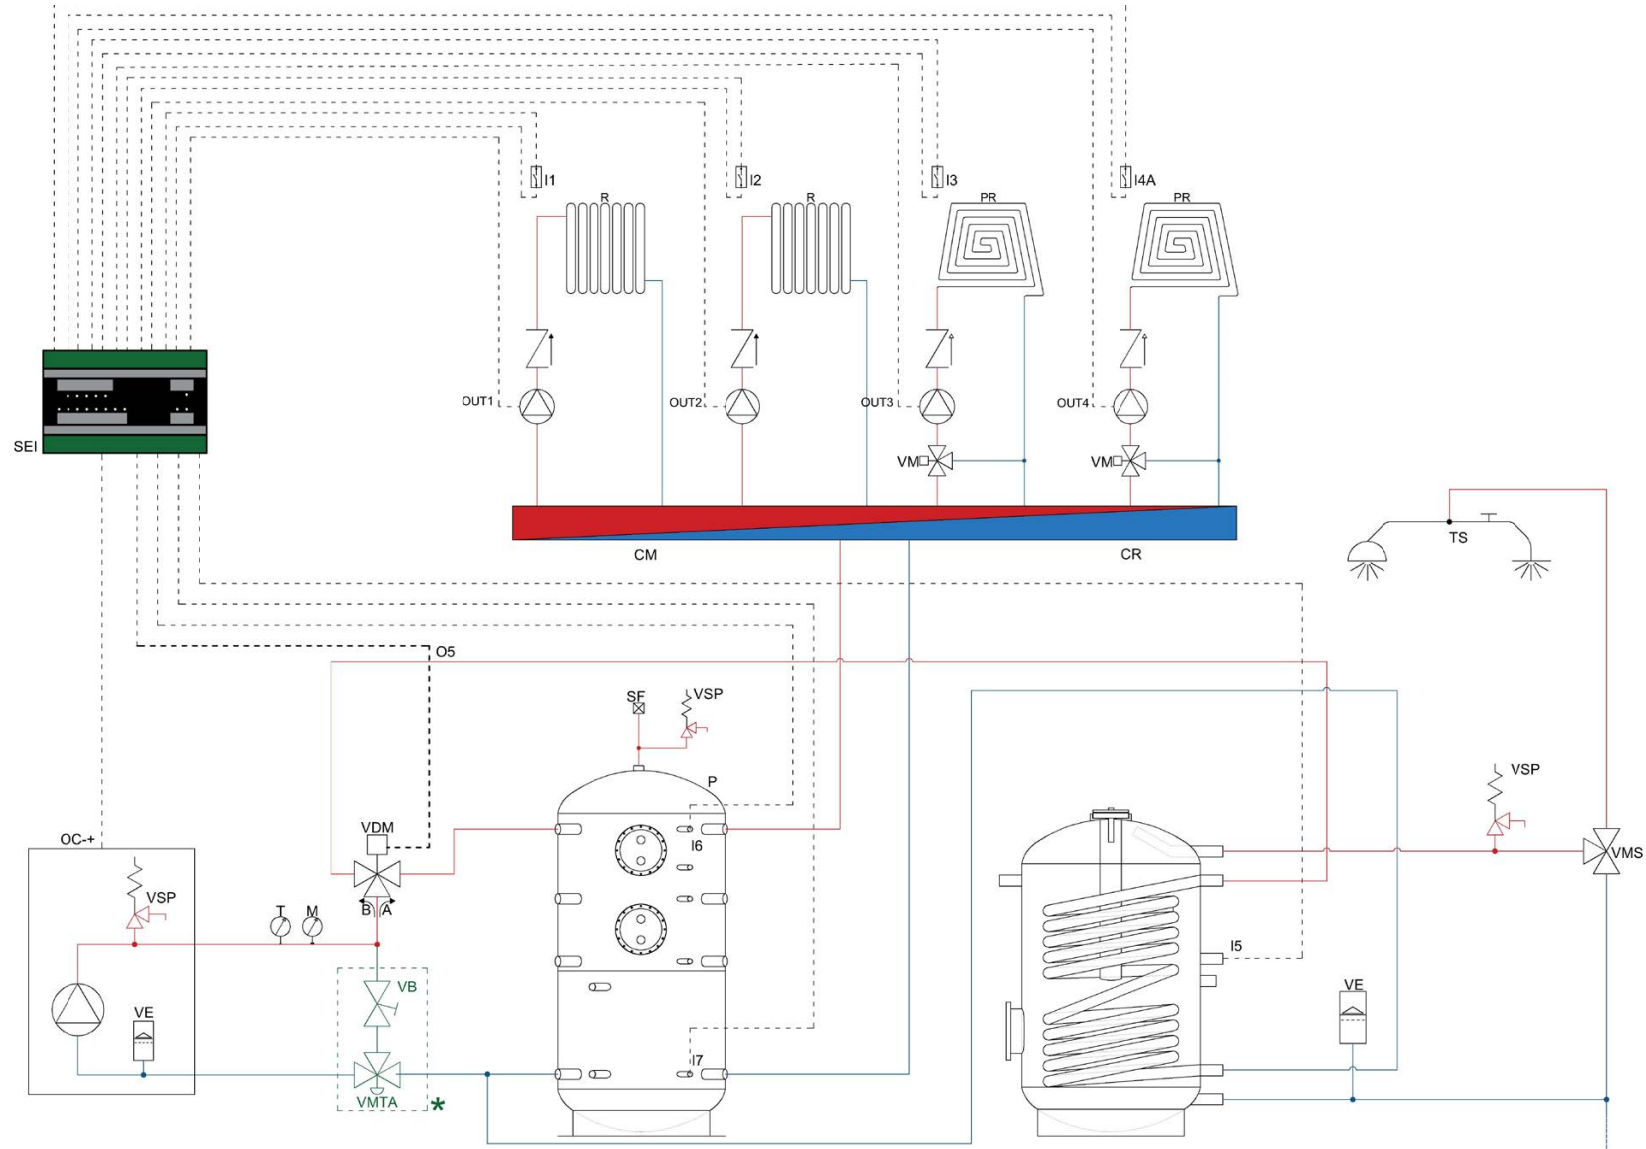 I1
I2
I3
I4A
R
R
PR
PR
OUT1
OUT2
OUT3
OUT4
SEI
VM
VM
TS
CM
CR
O5
SF
VSP
P
VSP
OC-+
VDM
I6
VMS
VSP
B
A
T
M
I5
VB
VE
VE
I7
VMTA
*